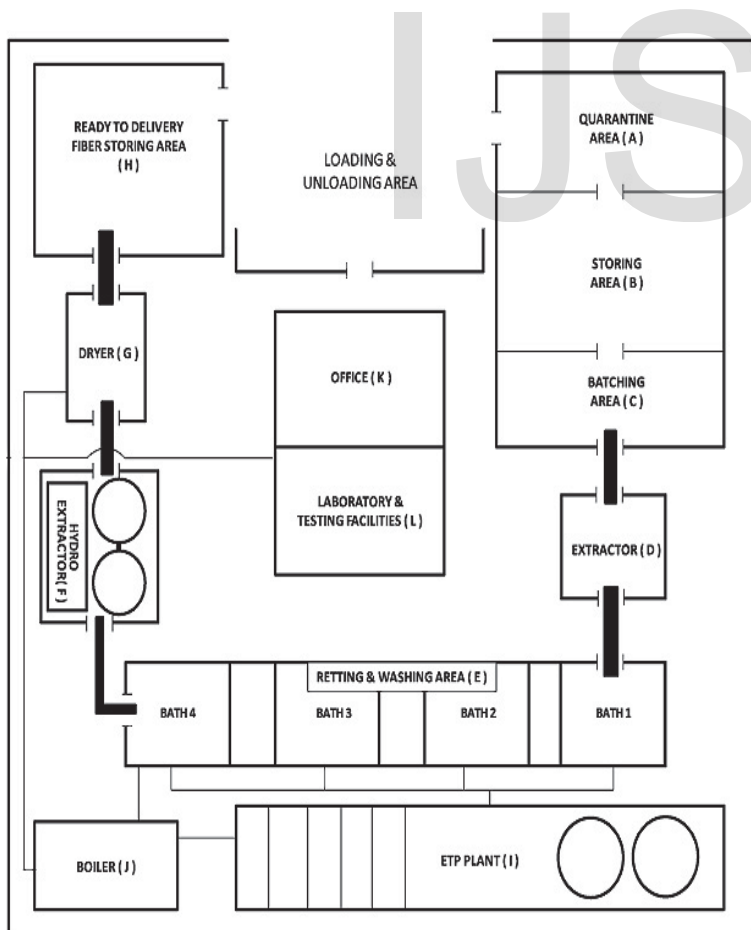 IJS
READY TO DELIVERY
FIBER STORING AREA
( H )
LOADING &
UNLOADING AREA
QUARANTINE
AREA ( A )
STORING
AREA ( B )
BATCHING
AREA ( C )
DRYER ( G )
OFFICE ( K )
LABORATORY &
TESTING FACILITIES ( L )
EXTRACTOR ( D )
HYDRO
EXTRACTOR( F )
RETTING & WASHING AREA ( E )
BATH 4
BATH 3
BATH 2
BATH 1
BOILER ( J )
ETP PLANT ( I )